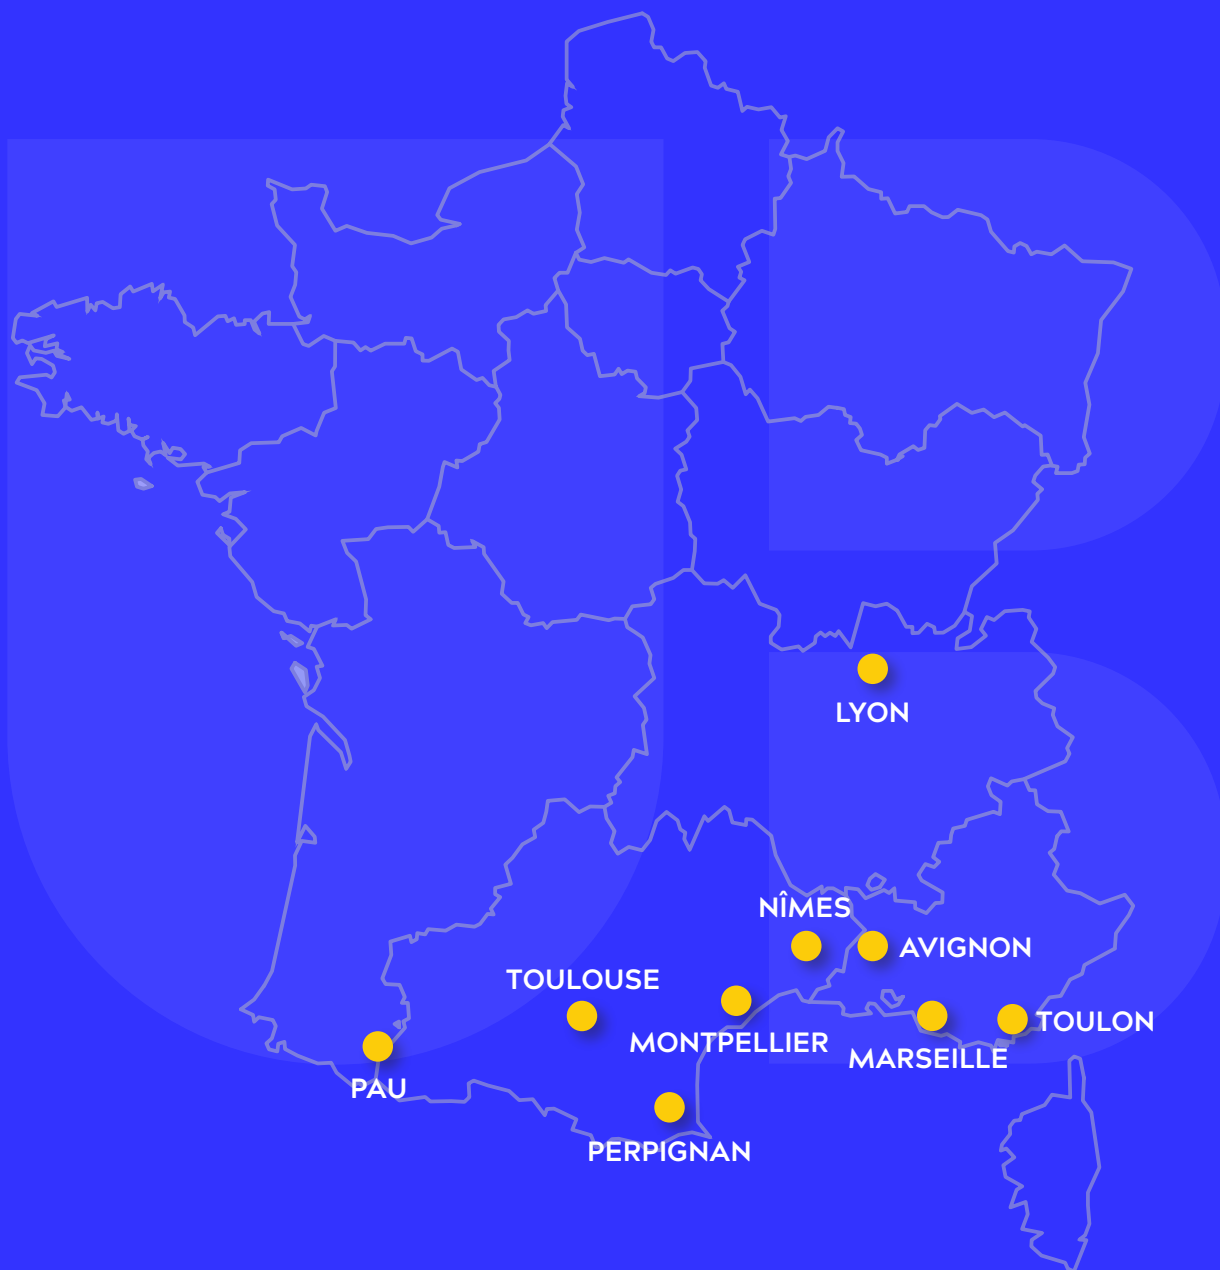 LYON
NÎMES
AVIGNON
TOULOUSE
TOULON
MONTPELLIER
MARSEILLE
PAU
PERPIGNAN